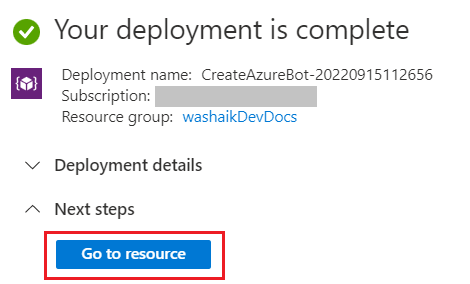 Your deployment is complete
Deployment name: CreateAzureBot-20220915112656
Subscription:
Resource group: washaikDevDocs
Deployment details
Next steps
Go to resource